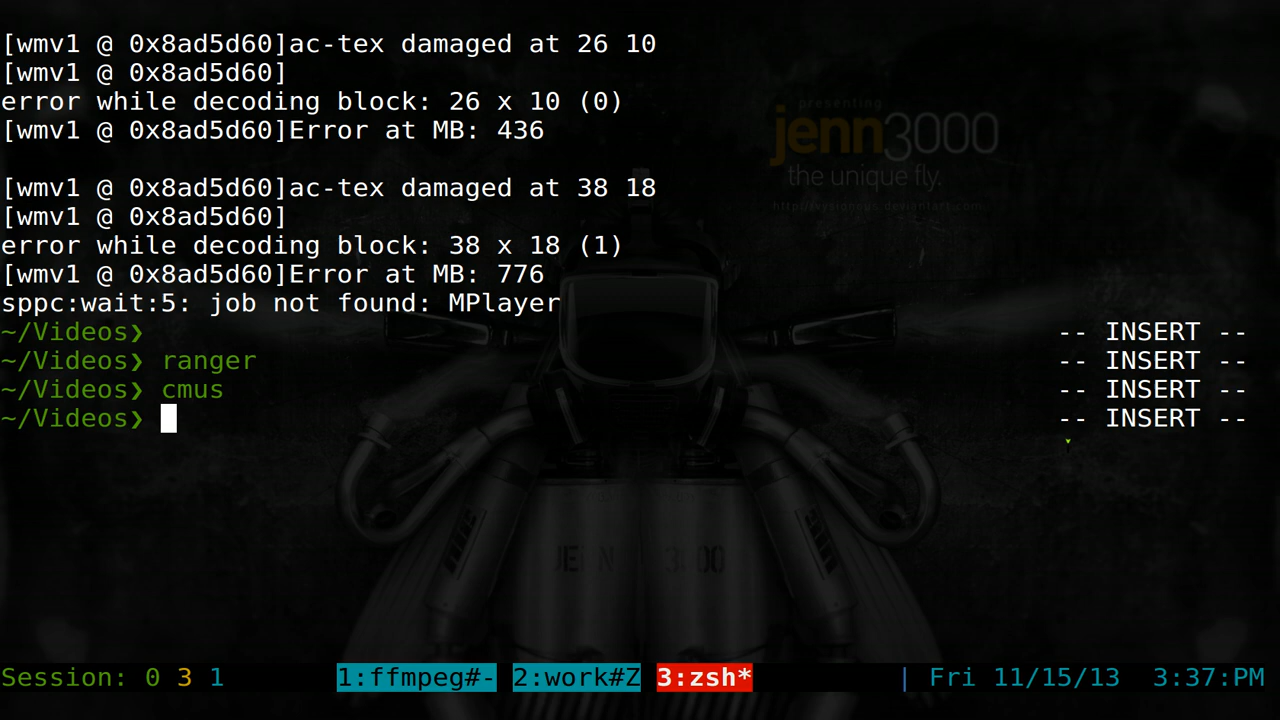 [wmv1 @ 0x8ad5d60]ac-tex damaged at 26 10
[wmv1 @ 0x8ad5d60]
error while decoding block: 26 x 10 (0)
[wmv1 @ 0x8ad5d60]Error at MB: 436
presenting
jenn3000
the unique fly.
[wmv1 @ 0x8ad5d60]ac-tex damaged at 38 18
[wmv1 @ 0x8ad5d60]
error while decoding block: 38 x 18 (1)
[wmv1 @ 0x8ad5d60]Error at MB: 776
sppc:wait:5: job not found: MPlayer
~/Videos❯ -- INSERT --
~/Videos❯ ranger -- INSERT --
~/Videos❯ cmus -- INSERT --
~/Videos❯ -- INSERT --
JENN 3000
Session: 0 3 1 1:ffmpeg#- 2:work#Z 3:zsh* | Fri 11/15/13 3:37:PM